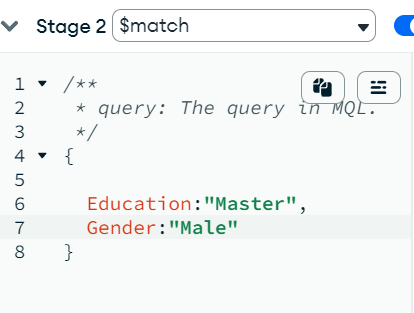 Stage 2 $match
1 /**
2 * query: The query in MQL.
3 */
4 {
5
6 Education:"Master",
7 Gender:"Male"
8 }